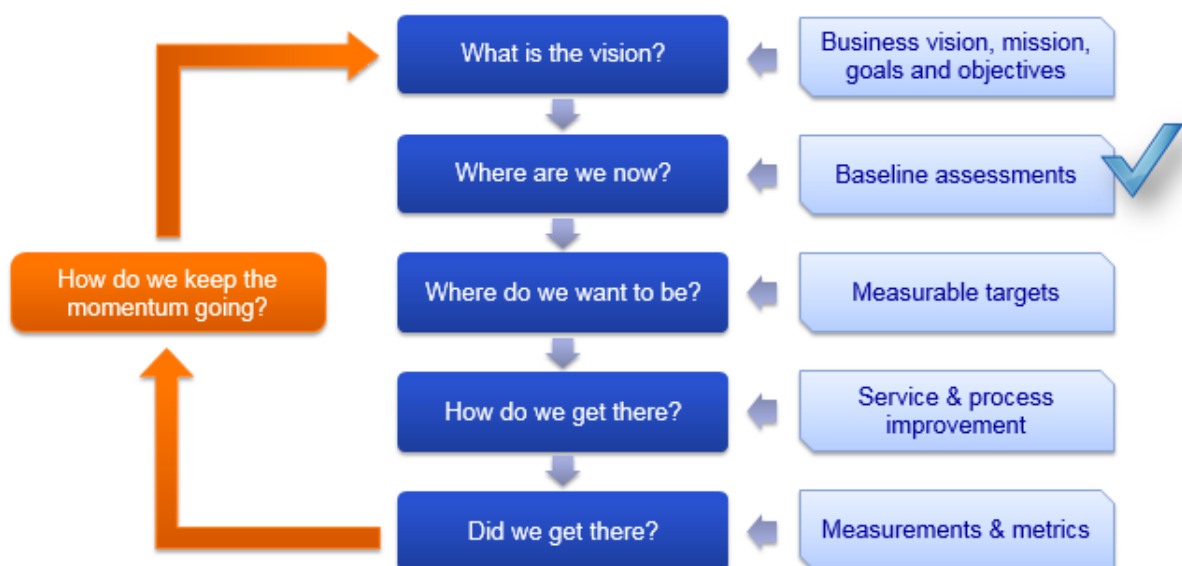 What is the vision?
Business vision, mission,
goals and objectives
Where are we now?
Baseline assessments
How do we keep the
momentum going?
Where do we want to be?
Measurable targets
How do we get there?
Service & process
improvement
Did we get there?
Measurements & metrics